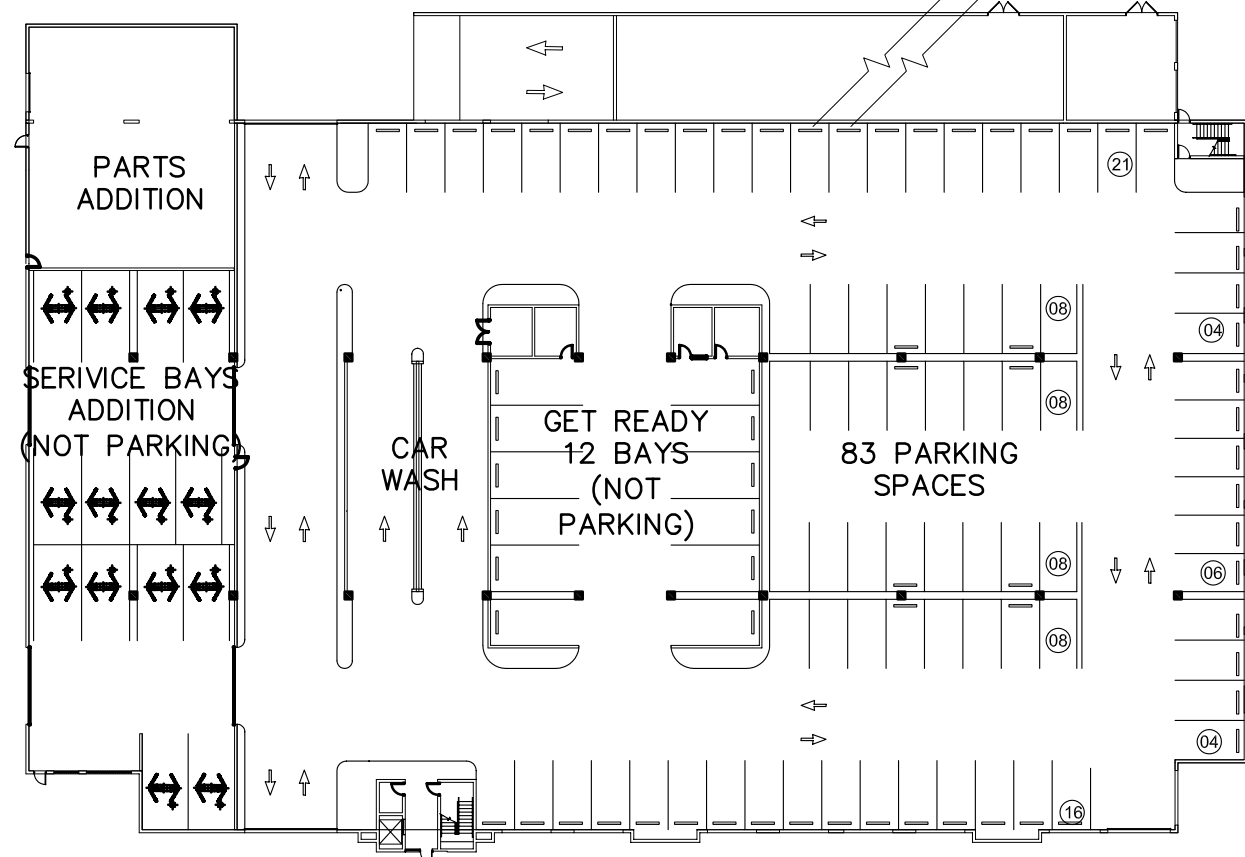 PARTS
ADDITION
21
08
04
SERIVICE BAYS
ADDITION
(NOT PARKING)
08
GET READY
12 BAYS
(NOT
PARKING)
CAR
WASH
83 PARKING
SPACES
08
06
08
04
16